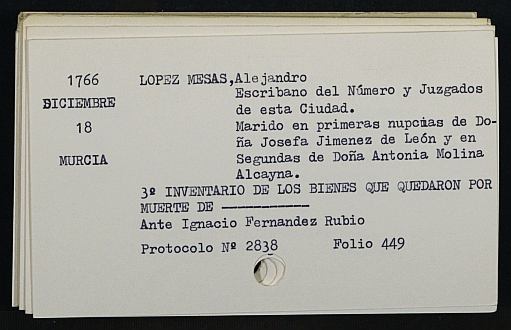 1766 LOPEZ MESAS,Alejandro
DICIEMBRE Escribano del Número y Juzgados
de esta Ciudad.
18 Marido en primeras nupcias de Do-
ña Josefa Jimenez de León y en
MURCIA Segundas de Doña Antonia Molina
Alcayna.
3º INVENTARIO DE LOS BIENES QUE QUEDARON POR
MUERTE DE ———————
Ante Ignacio Fernandez Rubio
Protocolo Nº 2838 Folio 449